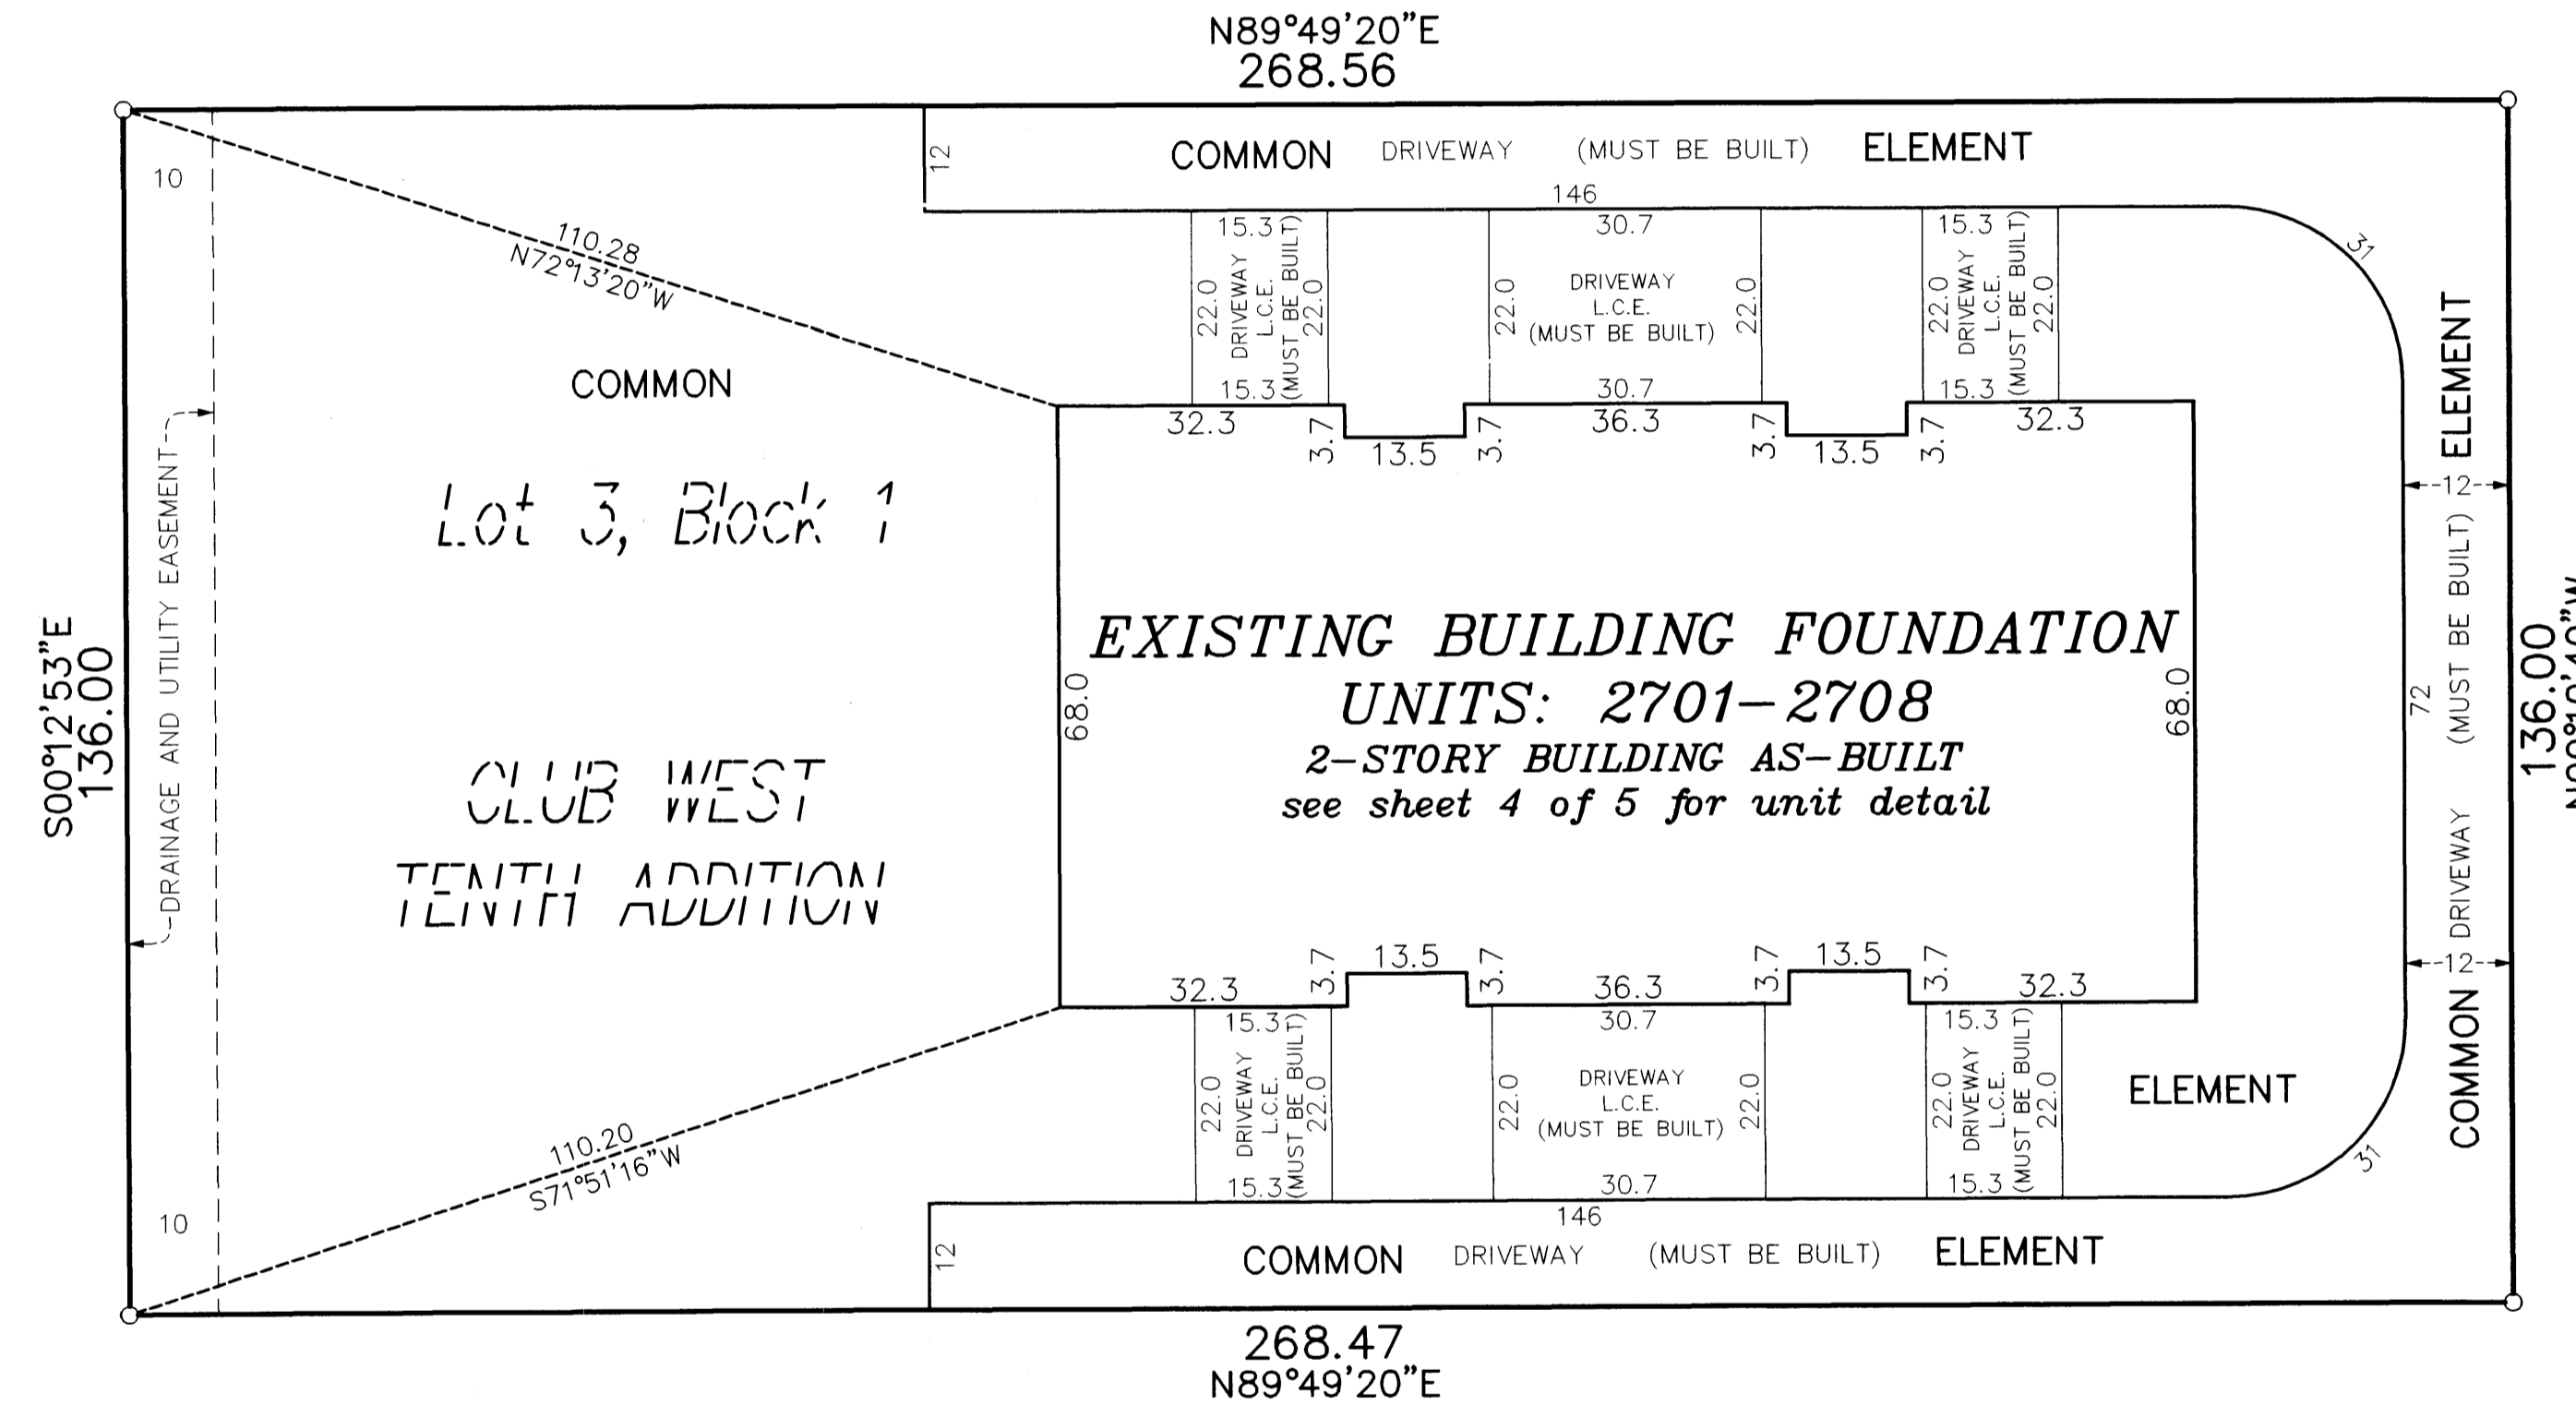 N89°49'20"E
268.56
COMMON DRIVEWAY (MUST BE BUILT) ELEMENT
12
146
10
110.28
N72°13'20"W
15.3
22.0
DRIVEWAY
L.C.E.
(MUST BE BUILT)
22.0
15.3
30.7
22.0
DRIVEWAY
L.C.E.
(MUST BE BUILT)
22.0
30.7
15.3
22.0
DRIVEWAY
L.C.E.
(MUST BE BUILT)
22.0
15.3
31
32.3
3.7
13.5
3.7
36.3
3.7
13.5
3.7
32.3
COMMON
Lot 3, Block 1
CLUB WEST
TENTH ADDITION
DRAINAGE AND UTILITY EASEMENT
S00°12'53"E
136.00
68.0
EXISTING BUILDING FOUNDATION
UNITS: 2701-2708
2-STORY BUILDING AS-BUILT
see sheet 4 of 5 for unit detail
68.0
72
12
12
COMMON DRIVEWAY (MUST BE BUILT) ELEMENT
136.00
32.3
3.7
13.5
3.7
36.3
3.7
13.5
3.7
32.3
15.3
22.0
DRIVEWAY
L.C.E.
(MUST BE BUILT)
22.0
15.3
30.7
22.0
DRIVEWAY
L.C.E.
(MUST BE BUILT)
22.0
30.7
15.3
22.0
DRIVEWAY
L.C.E.
(MUST BE BUILT)
22.0
15.3
ELEMENT
31
110.20
S71°51'16"W
10
146
12
COMMON DRIVEWAY (MUST BE BUILT) ELEMENT
268.47
N89°49'20"E